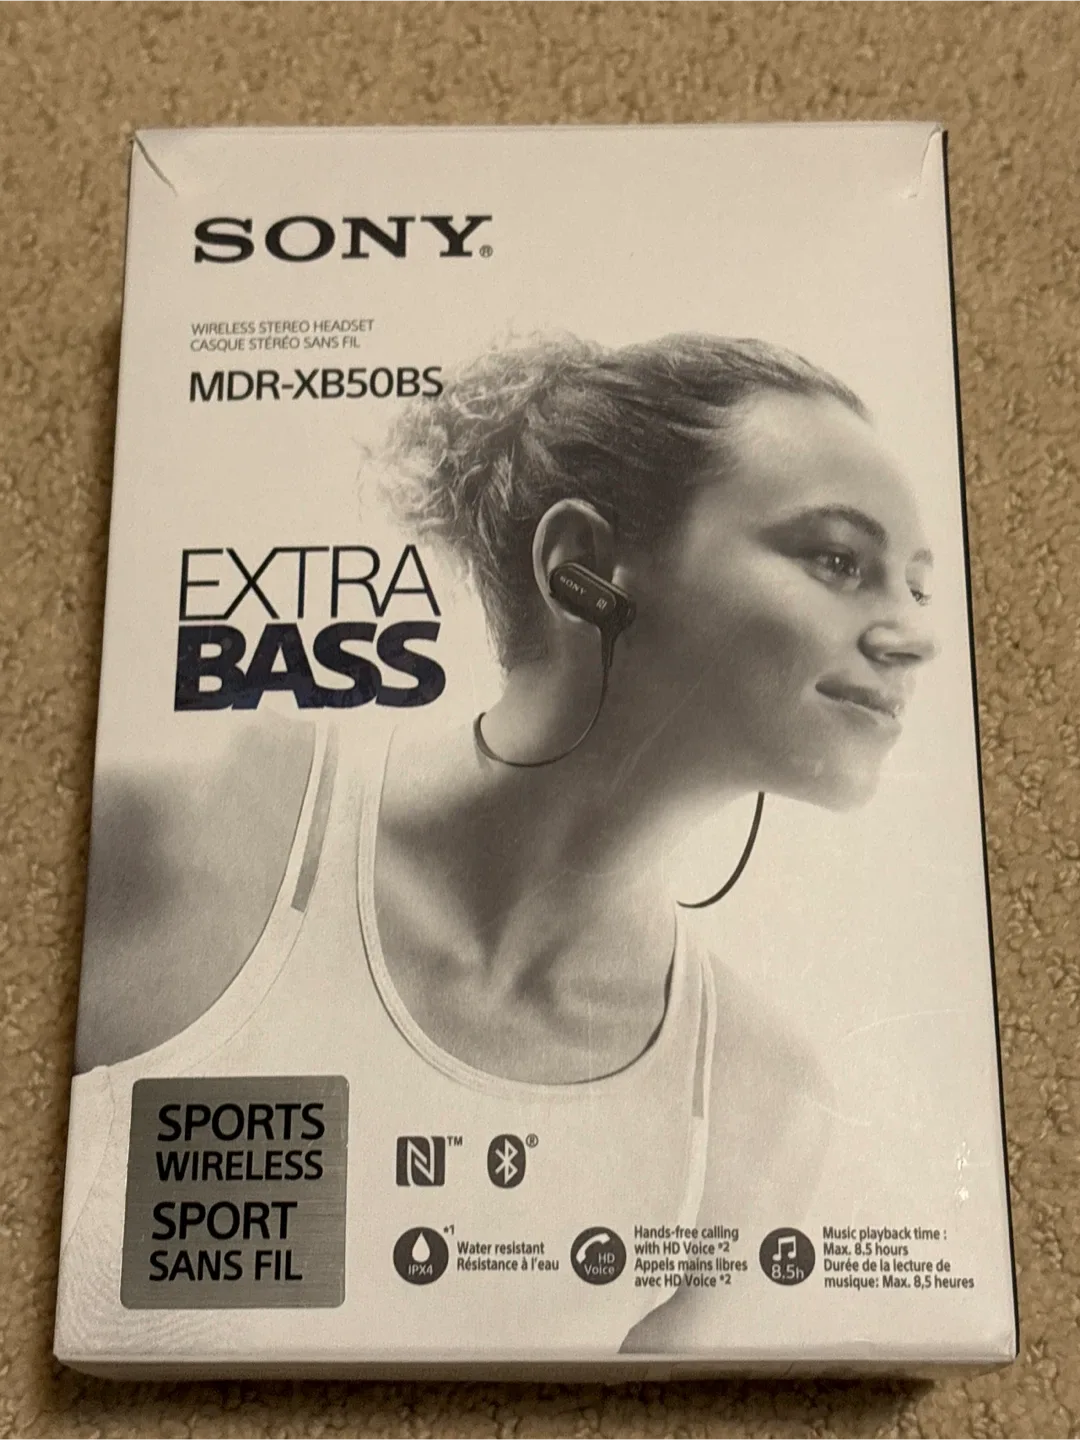 SONY®
WIRELESS STEREO HEADSET
CASQUE STÉRÉO SANS FIL
MDR-XB50BS
EXTRA
BASS
SONY
SPORTS
WIRELESS
SPORT
SANS FIL
N™ ®
*1
IPX4
Water resistant
Résistance à l'eau
HD
Voice
Hands-free calling
with HD Voice *2
Appels mains libres
avec HD Voice *2
8.5h
Music playback time :
Max. 8.5 hours
Durée de la lecture de
musique: Max. 8,5 heures